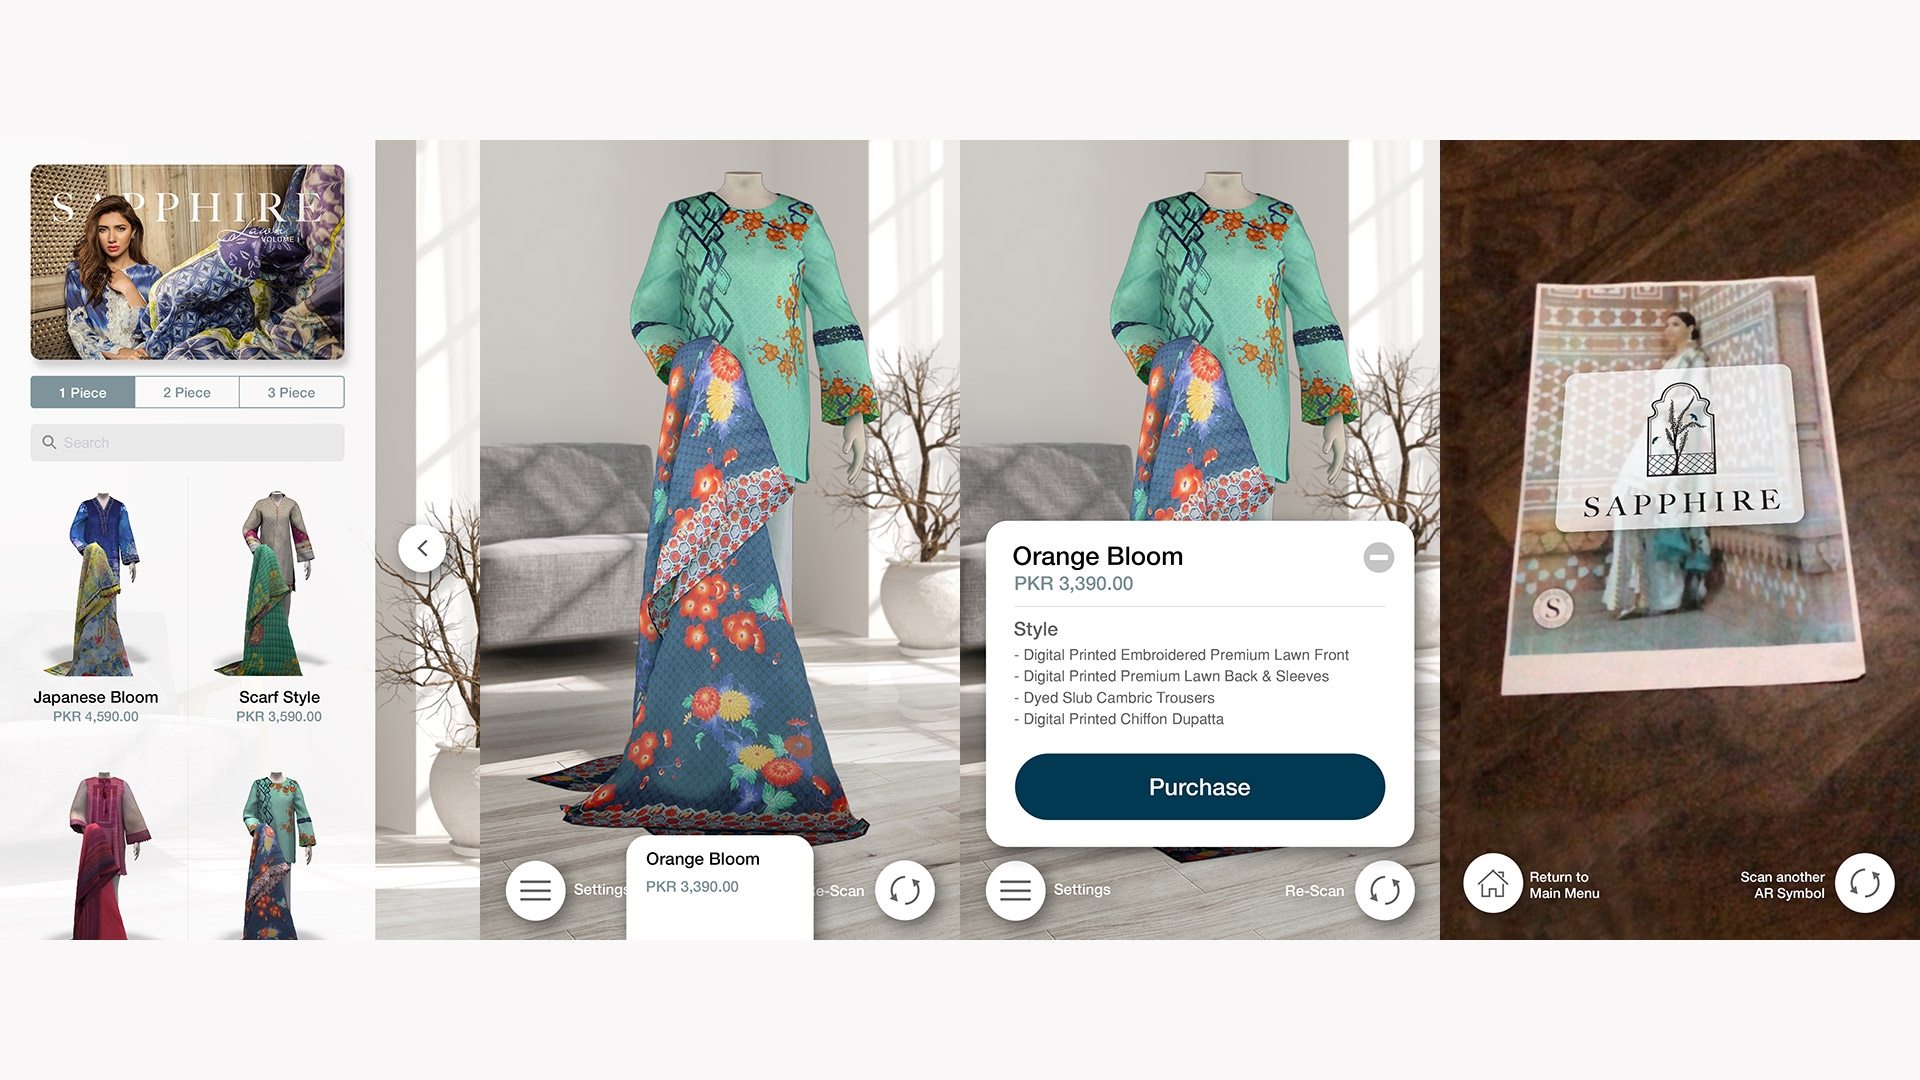 SAPPHIRE
Lawn
VOLUME I
1 Piece
2 Piece
3 Piece
Search
Japanese Bloom
PKR 4,590.00
Scarf Style
PKR 3,590.00
Orange Bloom
PKR 3,390.00
Settings
e-Scan
Orange Bloom
PKR 3,390.00
Style
- Digital Printed Embroidered Premium Lawn Front
- Digital Printed Premium Lawn Back & Sleeves
- Dyed Slub Cambric Trousers
- Digital Printed Chiffon Dupatta
Purchase
Settings
Re-Scan
SAPPHIRE
S
Return to
Main Menu
Scan another
AR Symbol